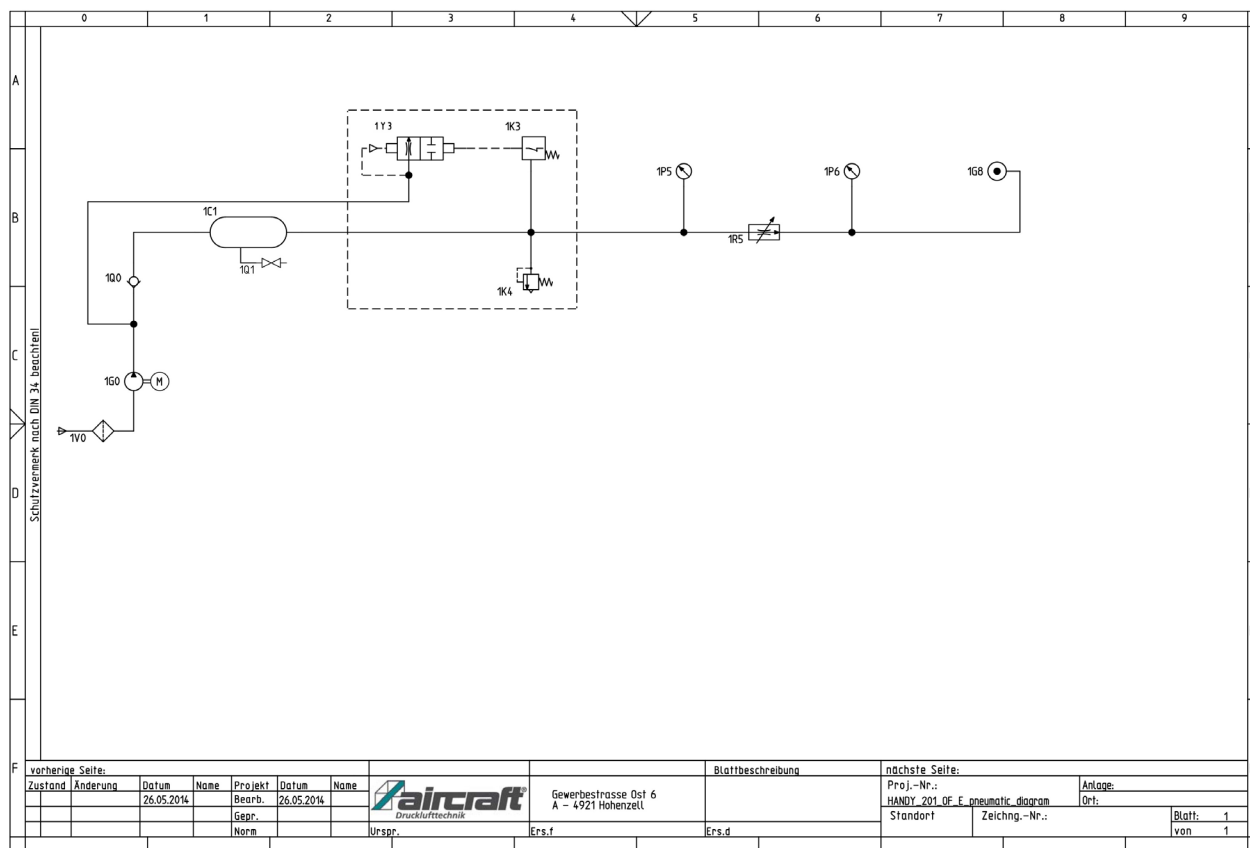 0 1 2 3 4 5 6 7 8 9
A
1Y3 1K3
1P5 1P6 1G8
B
1C1
1R5
1Q1
1Q0
1K4
C
1G0 M
1V0
Schutzvermerk nach DIN 34 beachten!
D
E
F
vorherige Seite: Blattbeschreibung nächste Seite:
Zustand Änderung Datum Name Projekt Datum Name Proj.-Nr.: Anlage:
26.05.2014 Bearb. 26.05.2014 HANDY_201_OF_E_pneumatic_diagram Ort:
aircraft
Drucklufttechnik
Gewerbestrasse Ost 6
A - 4921 Hohenzell
Gepr. Standort Zeichng.-Nr.: Blatt: 1
Norm Urspr. Ers.f Ers.d von 1